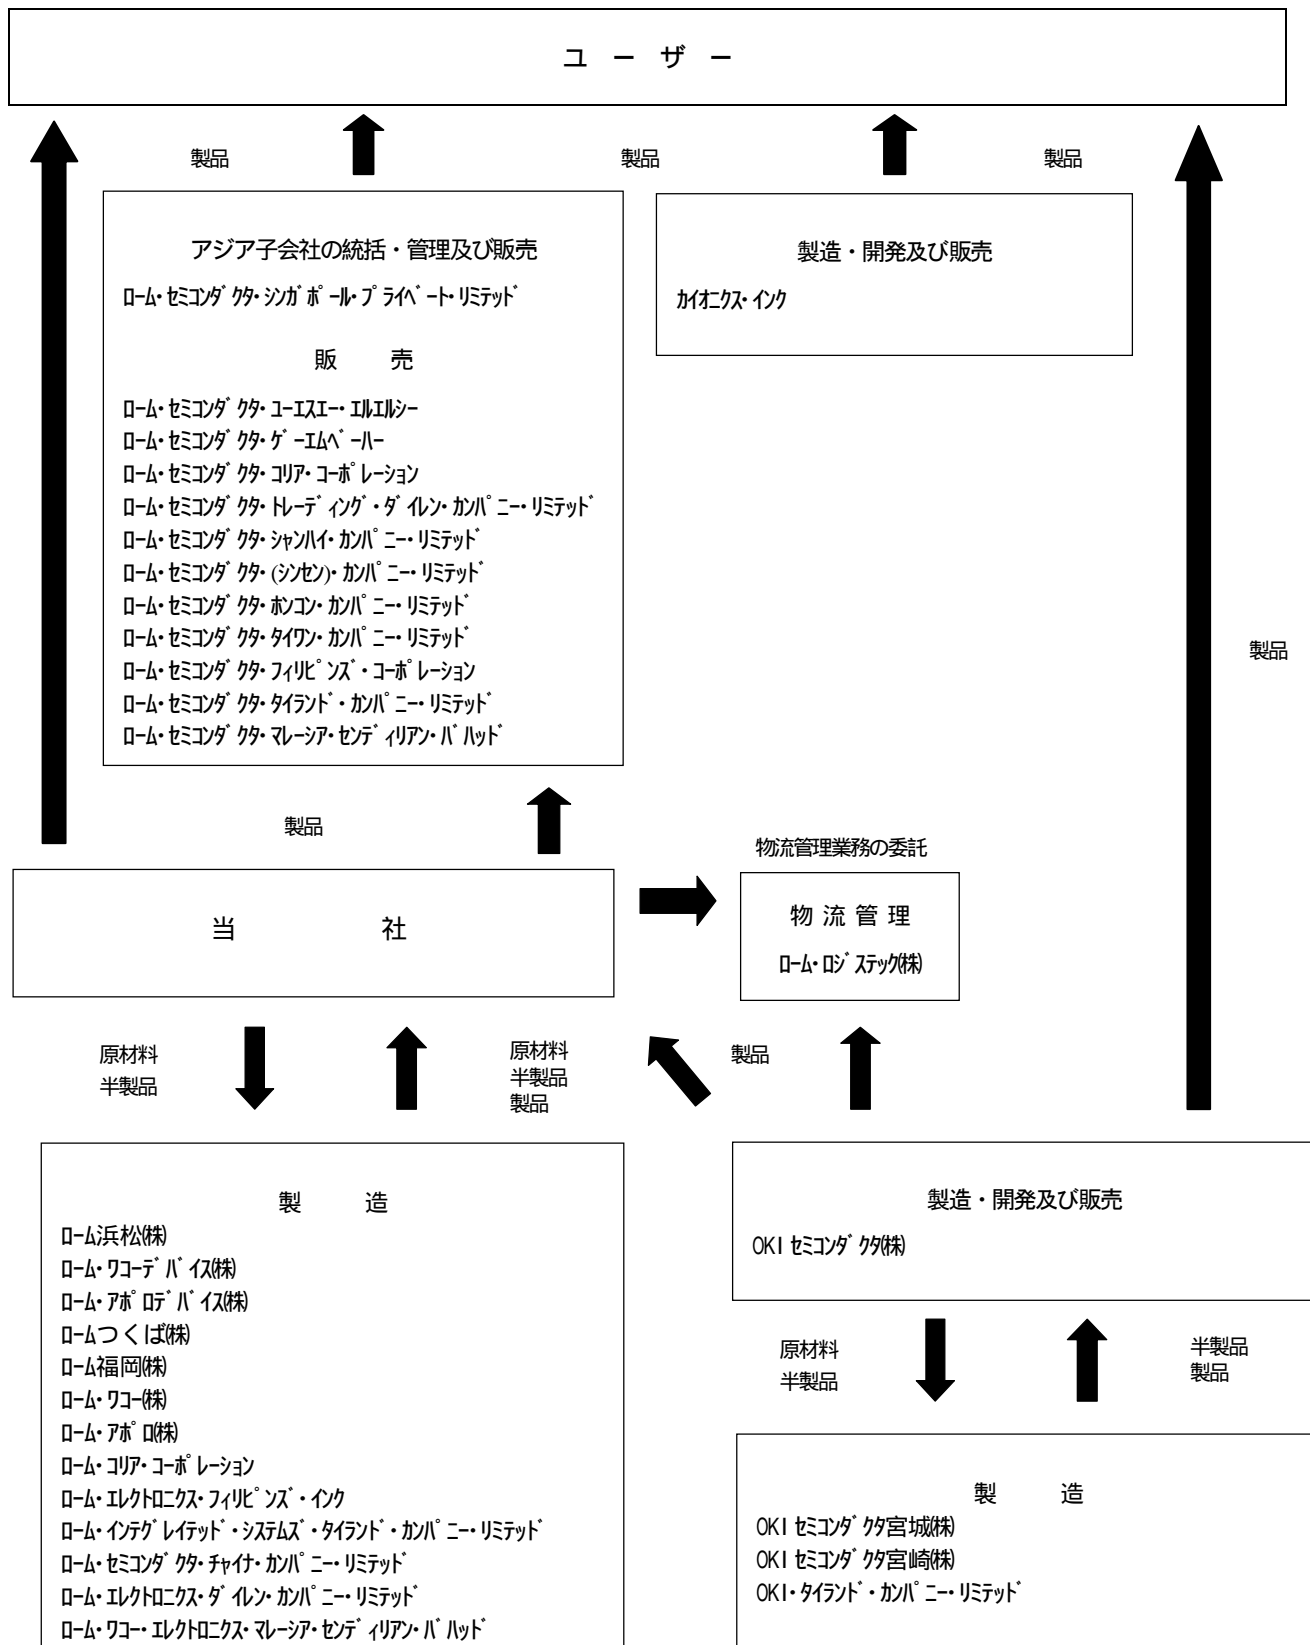 ユ ー ザ ー
製品
製品
製品
アジア子会社の統括・管理及び販売
ﾛｰﾑ･ｾﾐｺﾝﾀﾞｸﾀ･ｼﾝｶﾞﾎﾟｰﾙ･ﾌﾟﾗｲﾍﾞｰﾄ･ﾘﾐﾃｯﾄﾞ
販 売
ﾛｰﾑ･ｾﾐｺﾝﾀﾞｸﾀ･ﾕｰｴｽｴｰ･ｴﾙｴﾙｼｰ
ﾛｰﾑ･ｾﾐｺﾝﾀﾞｸﾀ･ｹﾞｰｴﾑﾍﾞｰﾊｰ
ﾛｰﾑ･ｾﾐｺﾝﾀﾞｸﾀ･ｺﾘｱ･ｺｰﾎﾟﾚｰｼｮﾝ
ﾛｰﾑ･ｾﾐｺﾝﾀﾞｸﾀ･ﾄﾚｰﾃﾞｨﾝｸﾞ･ﾀﾞｲﾚﾝ･ｶﾝﾊﾟﾆｰ･ﾘﾐﾃｯﾄﾞ
ﾛｰﾑ･ｾﾐｺﾝﾀﾞｸﾀ･ｼｬﾝﾊｲ･ｶﾝﾊﾟﾆｰ･ﾘﾐﾃｯﾄﾞ
ﾛｰﾑ･ｾﾐｺﾝﾀﾞｸﾀ･(ｼﾝｾﾝ)･ｶﾝﾊﾟﾆｰ･ﾘﾐﾃｯﾄﾞ
ﾛｰﾑ･ｾﾐｺﾝﾀﾞｸﾀ･ﾎﾝｺﾝ･ｶﾝﾊﾟﾆｰ･ﾘﾐﾃｯﾄﾞ
ﾛｰﾑ･ｾﾐｺﾝﾀﾞｸﾀ･ﾀｲﾜﾝ･ｶﾝﾊﾟﾆｰ･ﾘﾐﾃｯﾄﾞ
ﾛｰﾑ･ｾﾐｺﾝﾀﾞｸﾀ･ﾌｨﾘﾋﾟﾝｽﾞ･ｺｰﾎﾟﾚｰｼｮﾝ
ﾛｰﾑ･ｾﾐｺﾝﾀﾞｸﾀ･ﾀｲﾗﾝﾄﾞ･ｶﾝﾊﾟﾆｰ･ﾘﾐﾃｯﾄﾞ
ﾛｰﾑ･ｾﾐｺﾝﾀﾞｸﾀ･ﾏﾚｰｼｱ･ｾﾝﾃﾞｨﾘｱﾝ･ﾊﾞﾊｯﾄﾞ
製造・開発及び販売
ｶｲｵﾆｸｽ･ｲﾝｸ
製品
製品
物流管理業務の委託
当 社
物 流 管 理
ﾛｰﾑ･ﾛｼﾞｽﾃｯｸ㈱
原材料
半製品
原材料
半製品
製品
製品
製 造
ﾛｰﾑ浜松㈱
ﾛｰﾑ･ﾜｺｰﾃﾞﾊﾞｲｽ㈱
ﾛｰﾑ･ｱﾎﾟﾛﾃﾞﾊﾞｲｽ㈱
ﾛｰﾑつくば㈱
ﾛｰﾑ福岡㈱
ﾛｰﾑ･ﾜｺｰ㈱
ﾛｰﾑ･ｱﾎﾟﾛ㈱
ﾛｰﾑ･ｺﾘｱ･ｺｰﾎﾟﾚｰｼｮﾝ
ﾛｰﾑ･ｴﾚｸﾄﾛﾆｸｽ･ﾌｨﾘﾋﾟﾝｽﾞ･ｲﾝｸ
ﾛｰﾑ･ｲﾝﾃｸﾞﾚｲﾃｯﾄﾞ･ｼｽﾃﾑｽﾞ･ﾀｲﾗﾝﾄﾞ･ｶﾝﾊﾟﾆｰ･ﾘﾐﾃｯﾄﾞ
ﾛｰﾑ･ｾﾐｺﾝﾀﾞｸﾀ･ﾁｬｲﾅ･ｶﾝﾊﾟﾆｰ･ﾘﾐﾃｯﾄﾞ
ﾛｰﾑ･ｴﾚｸﾄﾛﾆｸｽ･ﾀﾞｲﾚﾝ･ｶﾝﾊﾟﾆｰ･ﾘﾐﾃｯﾄﾞ
ﾛｰﾑ･ﾜｺｰ･ｴﾚｸﾄﾛﾆｸｽ･ﾏﾚｰｼｱ･ｾﾝﾃﾞｨﾘｱﾝ･ﾊﾞﾊｯﾄﾞ
製造・開発及び販売
OKIｾﾐｺﾝﾀﾞｸﾀ㈱
原材料
半製品
半製品
製品
製 造
OKIｾﾐｺﾝﾀﾞｸﾀ宮城㈱
OKIｾﾐｺﾝﾀﾞｸﾀ宮崎㈱
OKI･ﾀｲﾗﾝﾄﾞ･ｶﾝﾊﾟﾆｰ･ﾘﾐﾃｯﾄﾞ